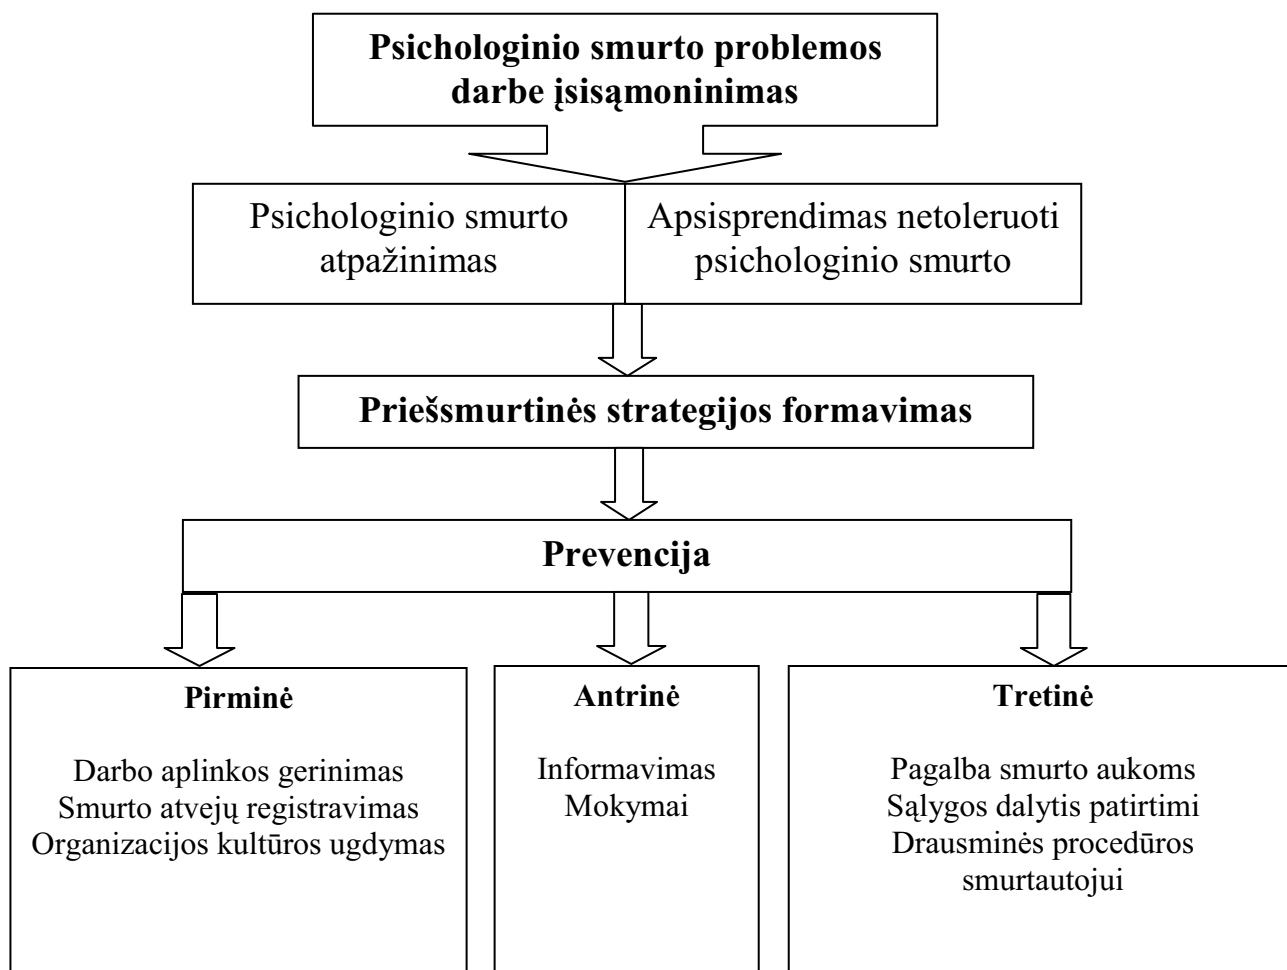 Psichologinio smurto problemos
darbe įsisąmoninimas
Psichologinio smurto
atpažinimas
Apsisprendimas netoleruoti
psichologinio smurto
Priešsmurtinės strategijos formavimas
Prevencija
Pirminė
Darbo aplinkos gerinimas
Smurto atvejų registravimas
Organizacijos kultūros ugdymas
Antrinė
Informavimas
Mokymai
Tretinė
Pagalba smurto aukoms
Sąlygos dalytis patirtimi
Drausminės procedūros
smurtautojui